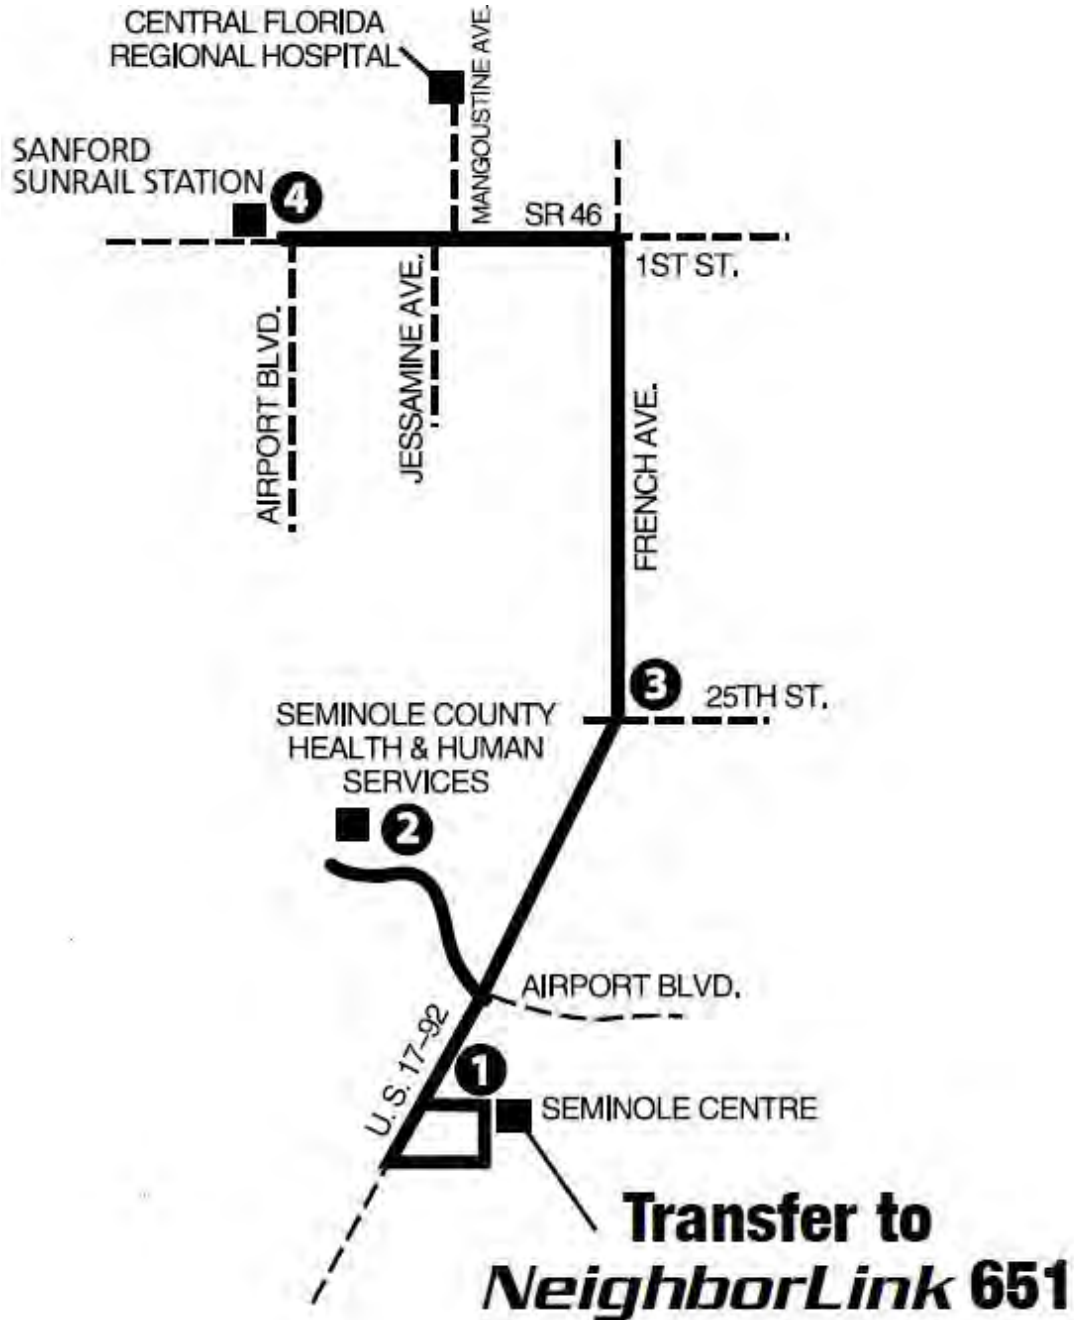 CENTRAL FLORIDA
REGIONAL HOSPITAL
MANGOUSTINE AVE.
SANFORD
SUNRAIL STATION
4
SR 46
1ST ST.
AIRPORT BLVD.
JESSAMINE AVE.
FRENCH AVE.
3
25TH ST.
SEMINOLE COUNTY
HEALTH & HUMAN
SERVICES
2
AIRPORT BLVD.
U.S. 17-92
1
SEMINOLE CENTRE
Transfer to
NeighborLink 651